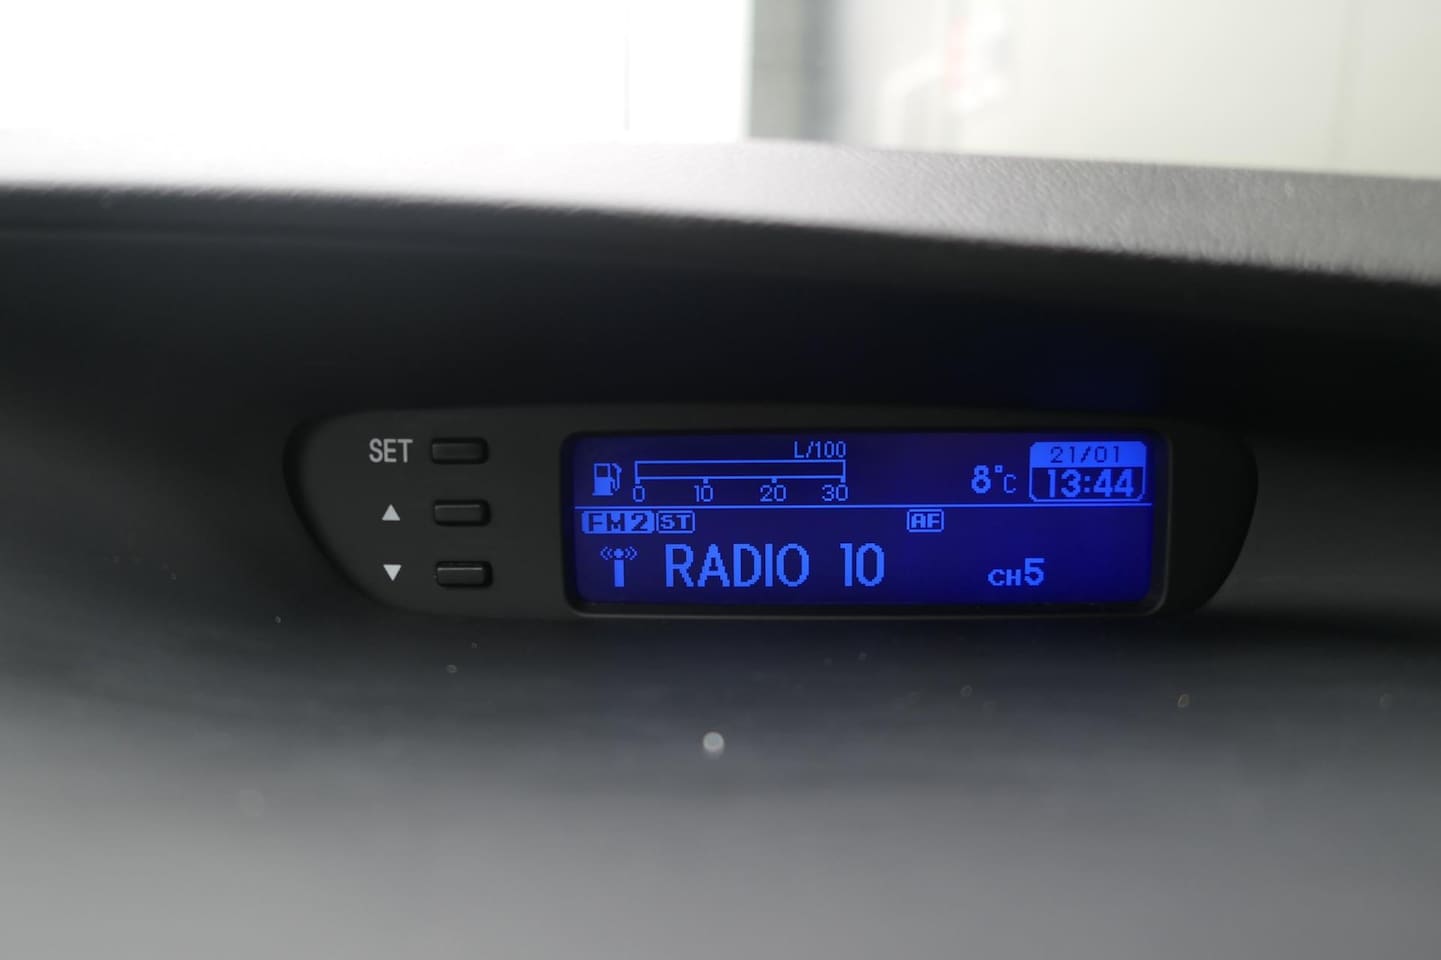 SET
L/100
0 10 20 30
8°C
21/01
13:44
FM2 ST AF
RADIO 10 CH5